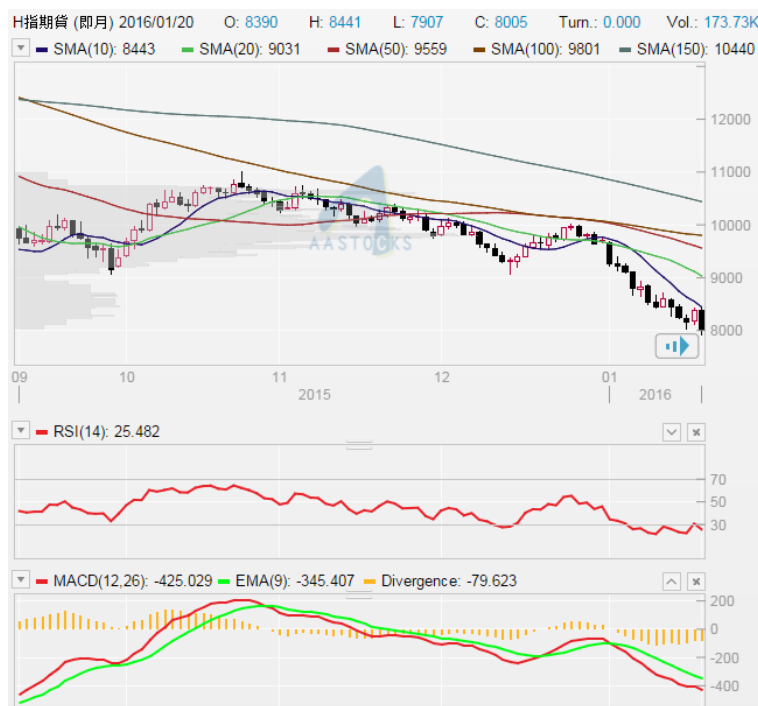 H指期貨 (即月) 2016/01/20 O: 8390 H: 8441 L: 7907 C: 8005 Turn.: 0.000 Vol.: 173.73K
SMA(10): 8443 SMA(20): 9031 SMA(50): 9559 SMA(100): 9801 SMA(150): 10440
12000
11000
10000
AASTOCKS
9000
8000
09 10 11 12 01
2015 2016
RSI(14): 25.482
70
50
30
MACD(12,26): -425.029 EMA(9): -345.407 Divergence: -79.623
200
0
-200
-400